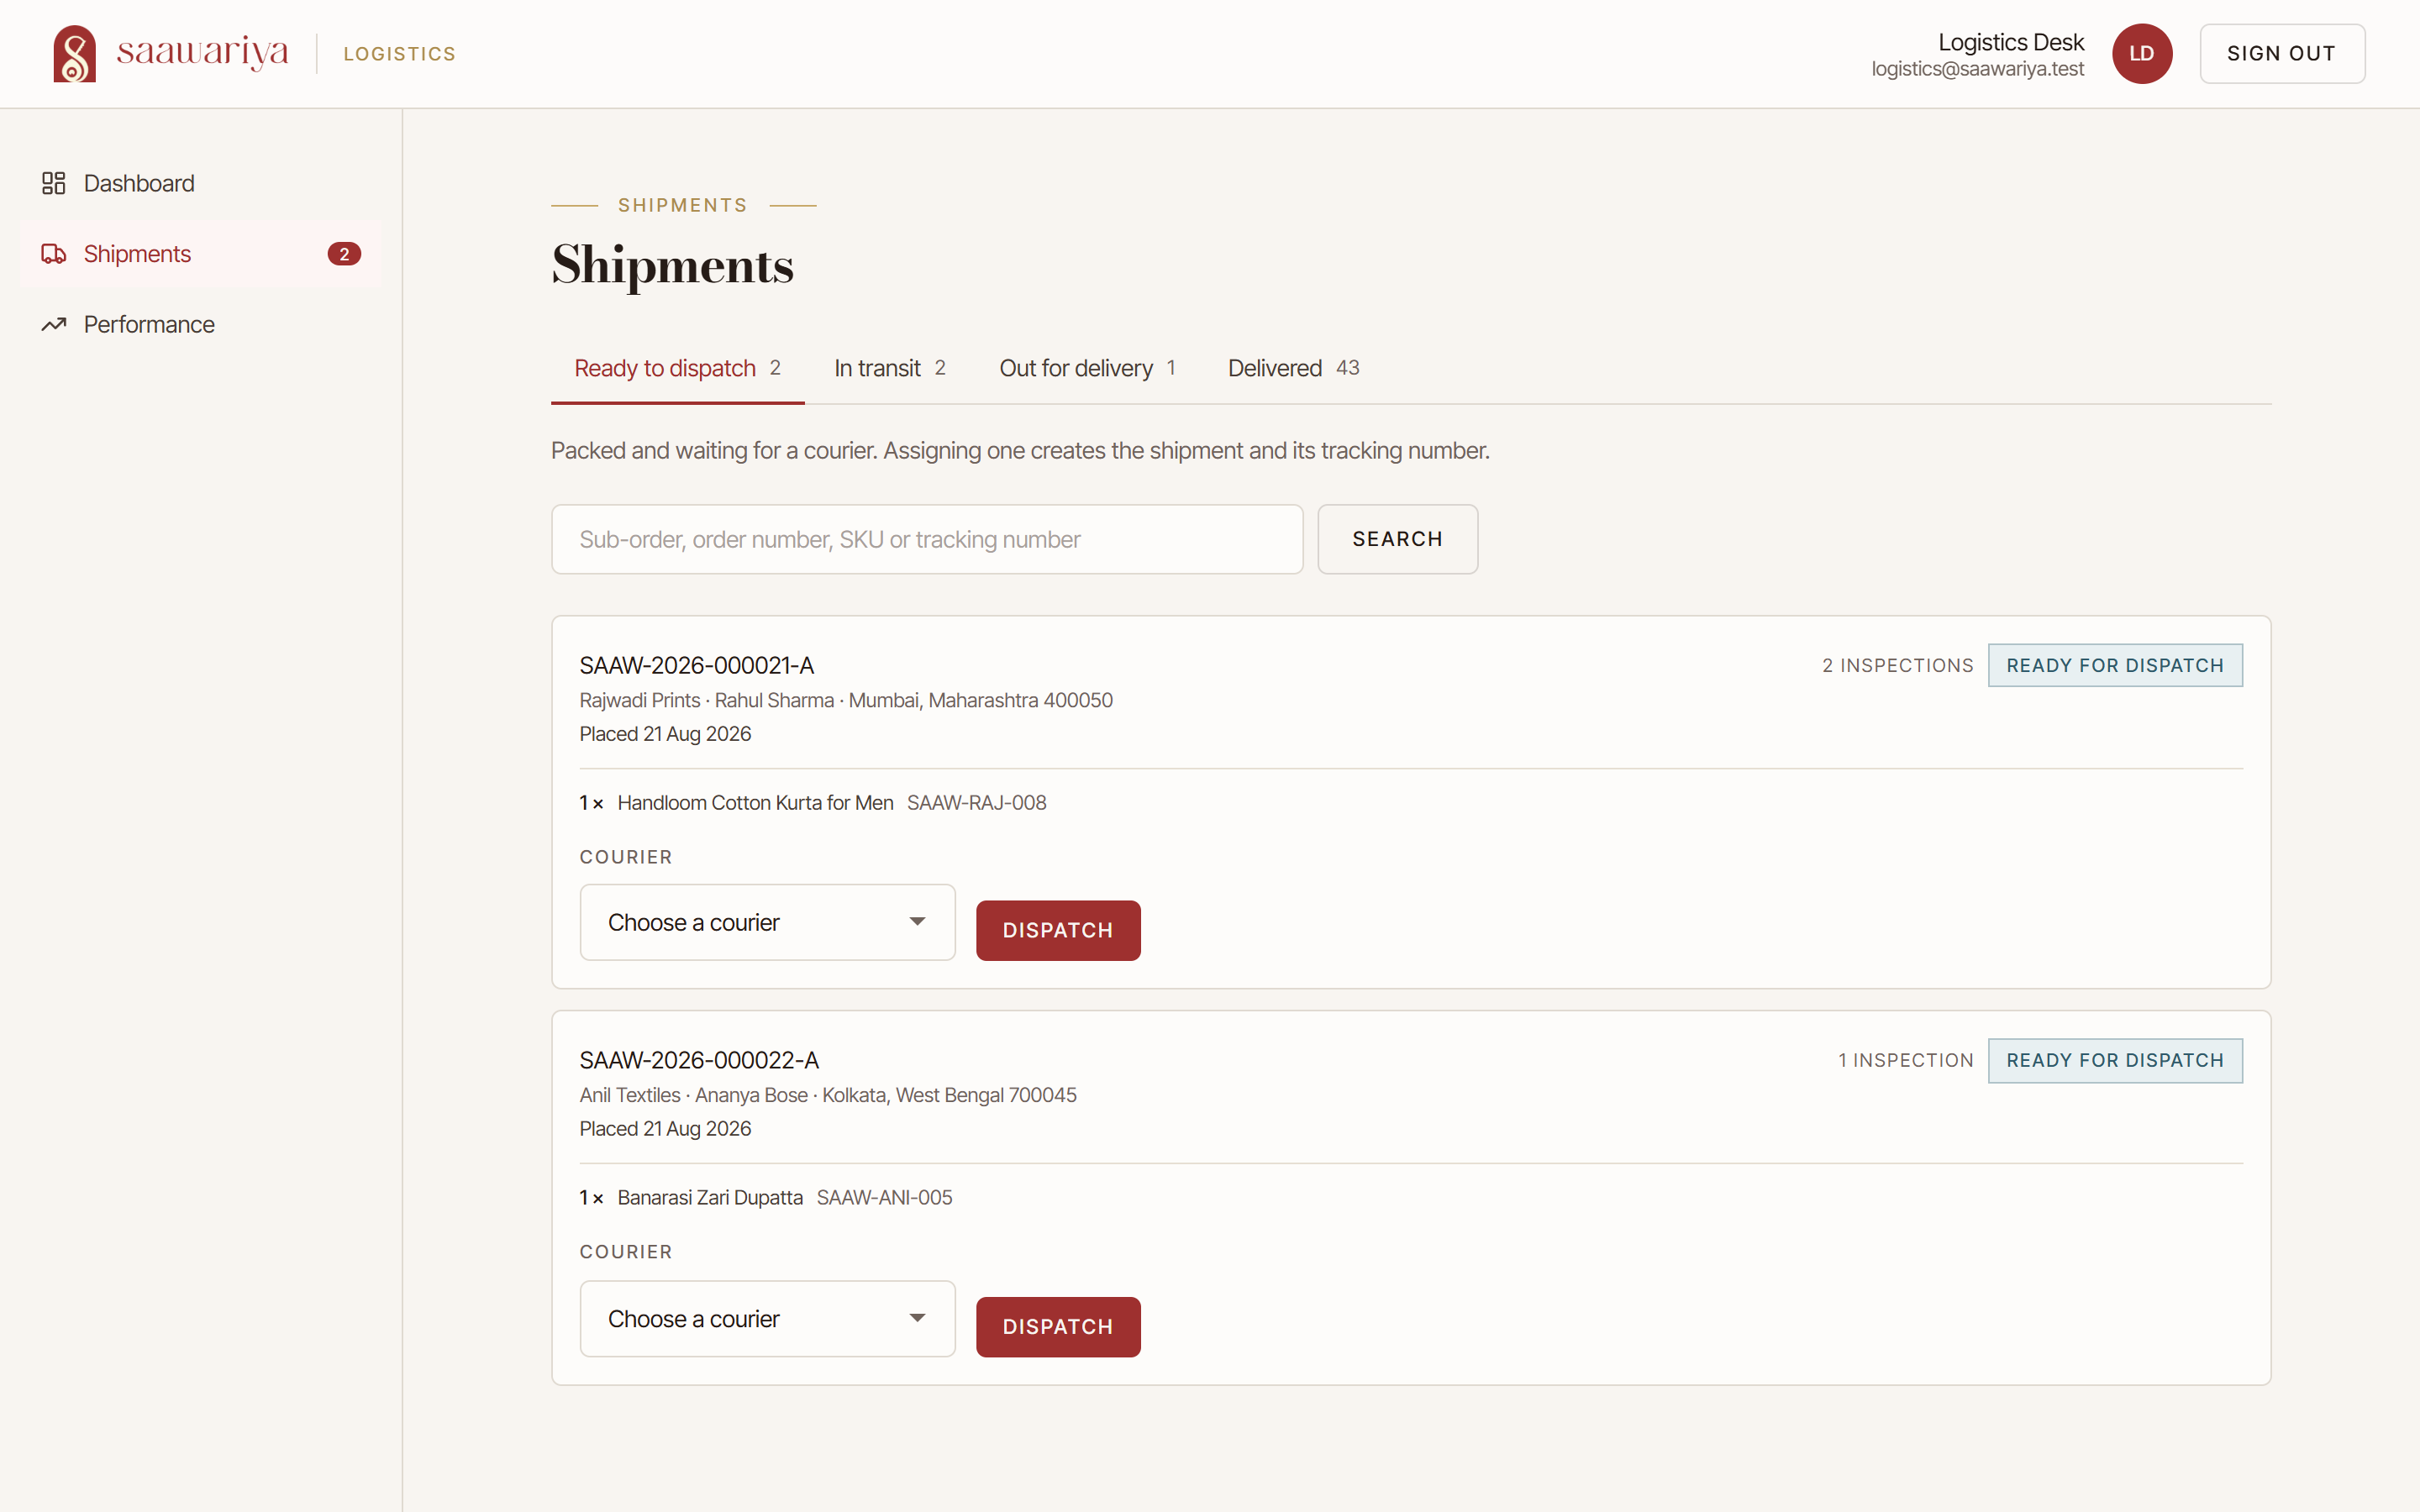 saawariya
LOGISTICS
Logistics Desk
logistics@saawariya.test
LD
SIGN OUT
Dashboard
Shipments 2
Performance
SHIPMENTS
Shipments
Ready to dispatch 2 In transit 2 Out for delivery 1 Delivered 43
Packed and waiting for a courier. Assigning one creates the shipment and its tracking number.
Sub-order, order number, SKU or tracking number
SEARCH
SAAW-2026-000021-A
2 INSPECTIONS READY FOR DISPATCH
Rajwadi Prints · Rahul Sharma · Mumbai, Maharashtra 400050
Placed 21 Aug 2026
1 × Handloom Cotton Kurta for Men SAAW-RAJ-008
COURIER
Choose a courier
DISPATCH
SAAW-2026-000022-A
1 INSPECTION READY FOR DISPATCH
Anil Textiles · Ananya Bose · Kolkata, West Bengal 700045
Placed 21 Aug 2026
1 × Banarasi Zari Dupatta SAAW-ANI-005
COURIER
Choose a courier
DISPATCH